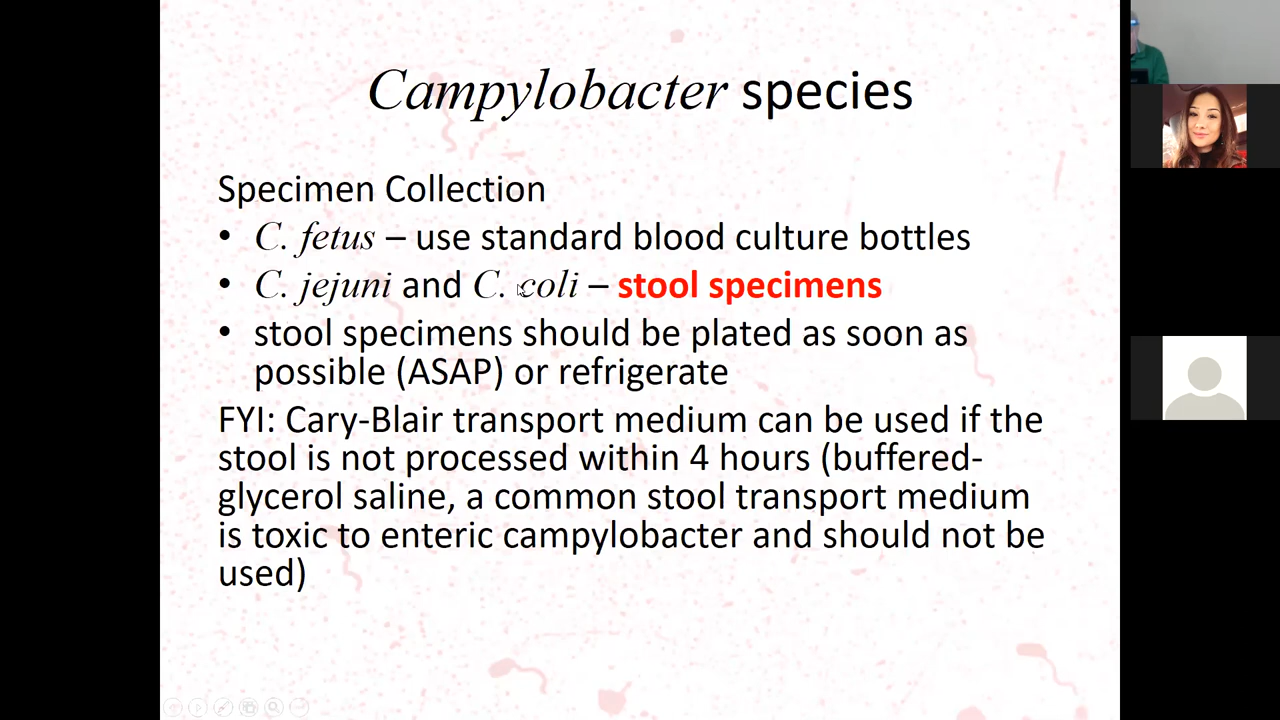 Campylobacter species
Specimen Collection
• C. fetus – use standard blood culture bottles
• C. jejuni and C. coli – stool specimens
• stool specimens should be plated as soon as
possible (ASAP) or refrigerate
FYI: Cary-Blair transport medium can be used if the
stool is not processed within 4 hours (buffered-
glycerol saline, a common stool transport medium
is toxic to enteric campylobacter and should not be
used)